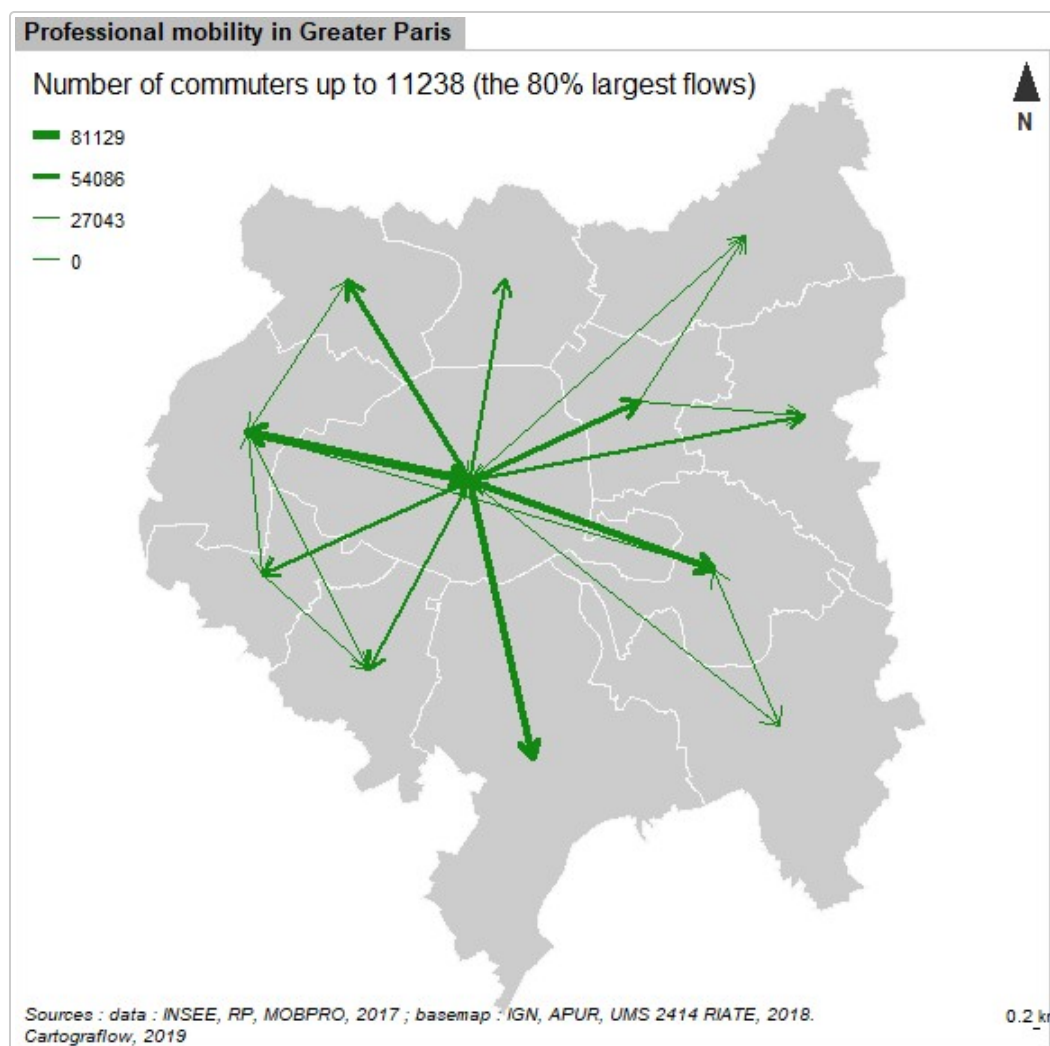 Professional mobility in Greater Paris
Number of commuters up to 11238 (the 80% largest flows)
81129
54086
27043
0
N
Sources : data : INSEE, RP, MOBPRO, 2017 ; basemap : IGN, APUR, UMS 2414 RIATE, 2018.
Cartograflow, 2019
0.2